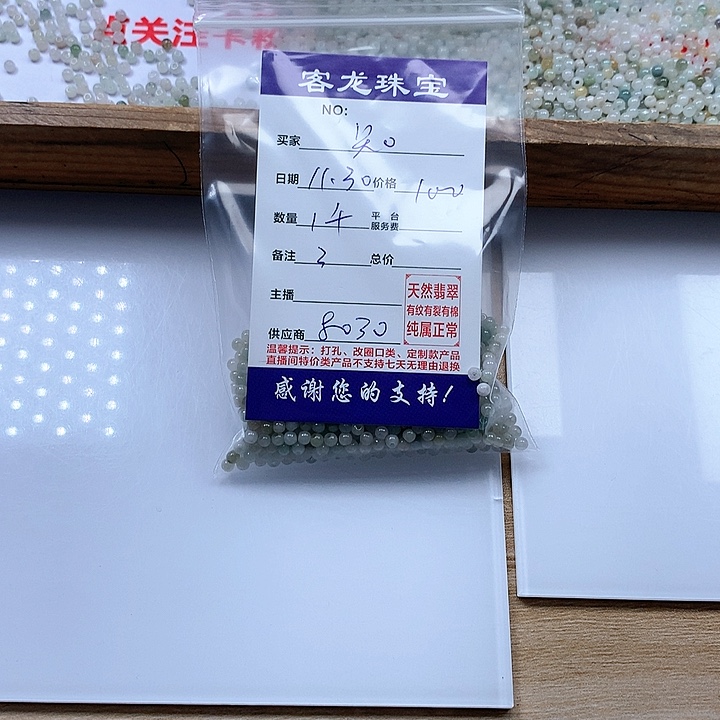 关注卡粉
客龙珠宝
NO:
买家
日期 11.30 价格 100
数量 1 平台服务费
备注 3 总价
主播
供应商 8030
天然翡翠
有纹有裂有棉
纯属正常
温馨提示：打孔、改圈口类、定制款产品
直播间特价类产品不支持七天无理由退换
感谢您的支持!